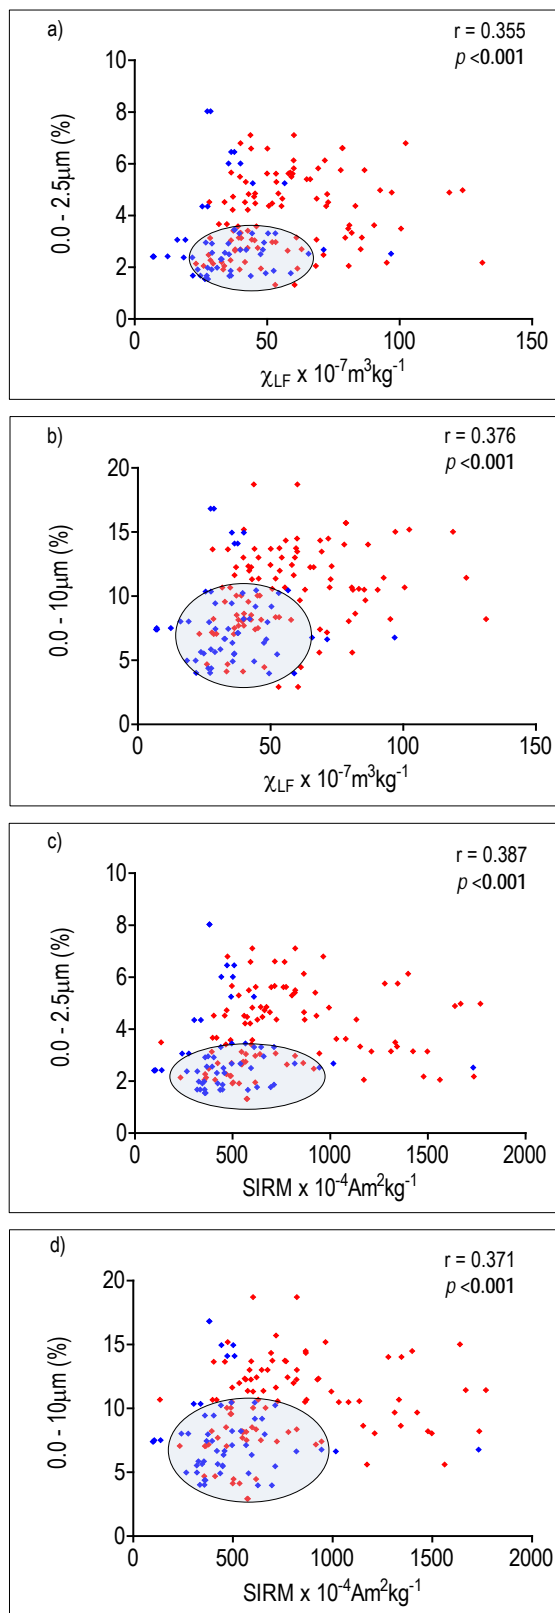 a)
r = 0.355
p <0.001
10
8
6
4
2
0
0.0 - 2.5µm (%)
0
50
100
150
χLF x 10⁻⁷m³kg⁻¹
b)
r = 0.376
p <0.001
20
15
10
5
0
0.0 - 10µm (%)
0
50
100
150
χLF x 10⁻⁷m³kg⁻¹
c)
r = 0.387
p <0.001
10
8
6
4
2
0
0.0 - 2.5µm (%)
0
500
1000
1500
2000
SIRM x 10⁻⁴Am²kg⁻¹
d)
r = 0.371
p <0.001
20
15
10
5
0
0.0 - 10µm (%)
0
500
1000
1500
2000
SIRM x 10⁻⁴Am²kg⁻¹